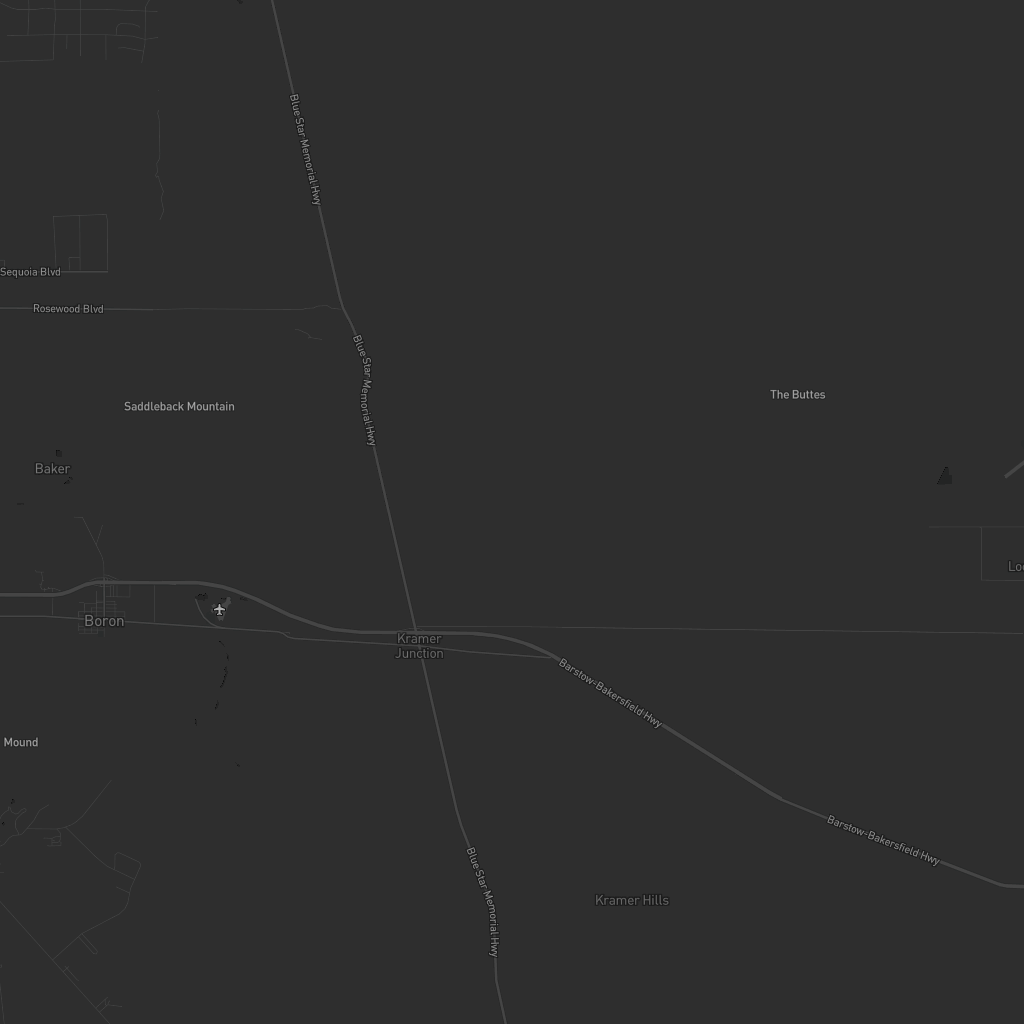 Blue Star Memorial Hwy
Sequoia Blvd
Rosewood Blvd
Blue Star Memorial Hwy
The Buttes
Saddleback Mountain
Baker
Boron
Kramer
Junction
Barstow-Bakersfield Hwy
Mound
Barstow-Bakersfield Hwy
Blue Star Memorial Hwy
Kramer Hills